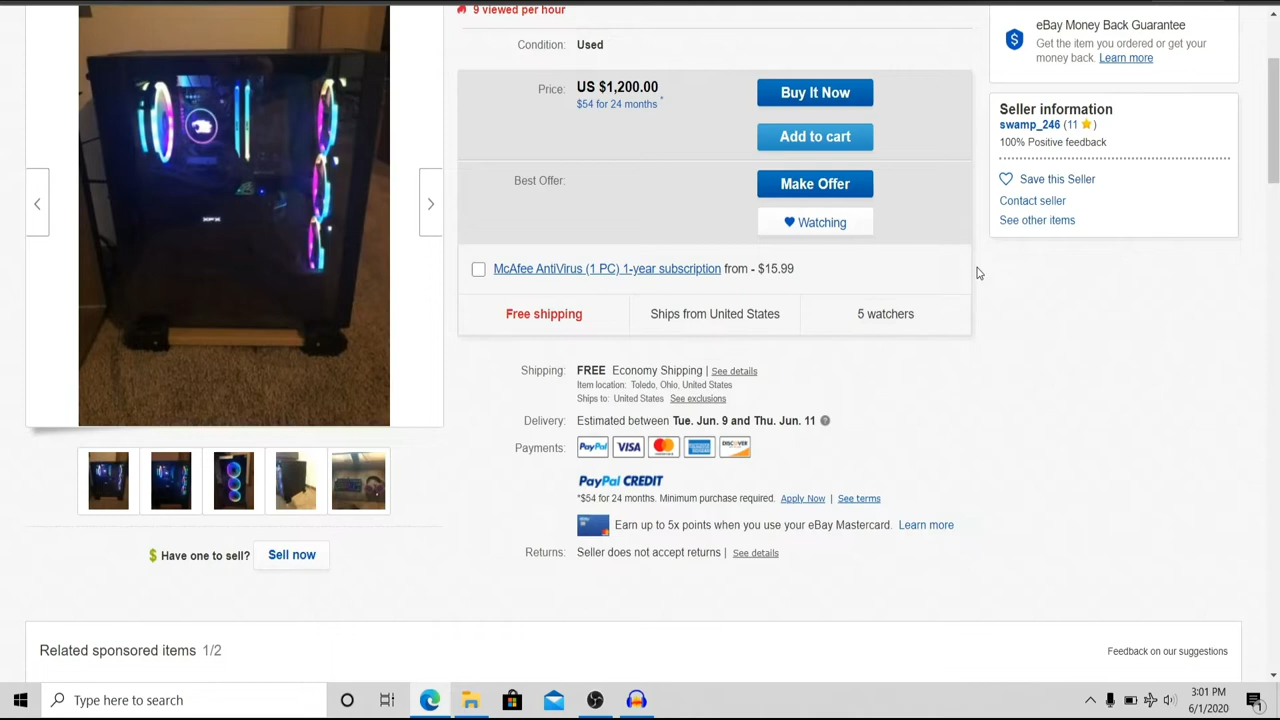 9 viewed per hour
Condition: Used
Price: US $1,200.00
$54 for 24 months *
Buy It Now
Add to cart
Best Offer:
Make Offer
Watching
McAfee AntiVirus (1 PC) 1-year subscription from - $15.99
Free shipping
Ships from United States
5 watchers
Shipping: FREE Economy Shipping | See details
Item location: Toledo, Ohio, United States
Ships to: United States See exclusions
Delivery: Estimated between Tue. Jun. 9 and Thu. Jun. 11 ?
Payments: PayPal VISA MasterCard AMERICAN EXPRESS DISCOVER
PayPal CREDIT
*$54 for 24 months. Minimum purchase required. Apply Now | See terms
Earn up to 5x points when you use your eBay Mastercard. Learn more
Returns: Seller does not accept returns | See details
eBay Money Back Guarantee
Get the item you ordered or get your
money back. Learn more
Seller information
swamp_246 (11 )
100% Positive feedback
Save this Seller
Contact seller
See other items
XFX
$ Have one to sell? Sell now
Related sponsored items 1/2
Feedback on our suggestions
Type here to search
3:01 PM
6/1/2020
1